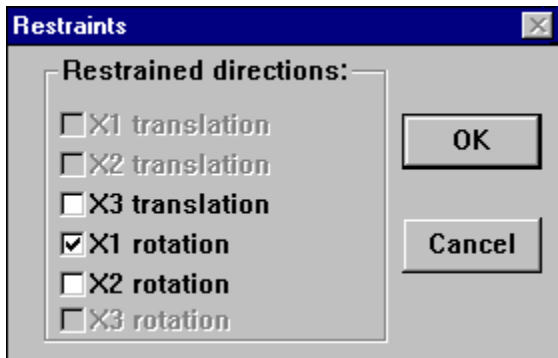 Restraints
Restrained directions:
X1 translation
X2 translation
X3 translation
X1 rotation
X2 rotation
X3 rotation
OK
Cancel